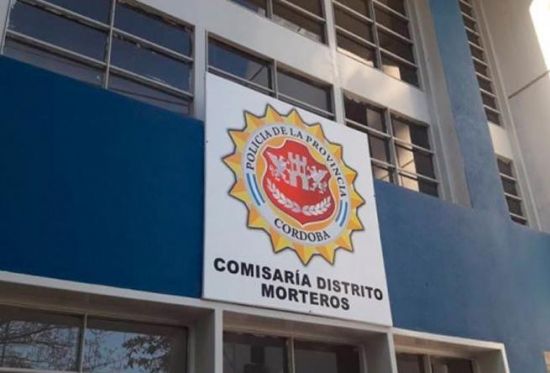 POLICIA DE LA PROVINCIA
CORDOBA
COMISARÍA DISTRITO
MORTEROS